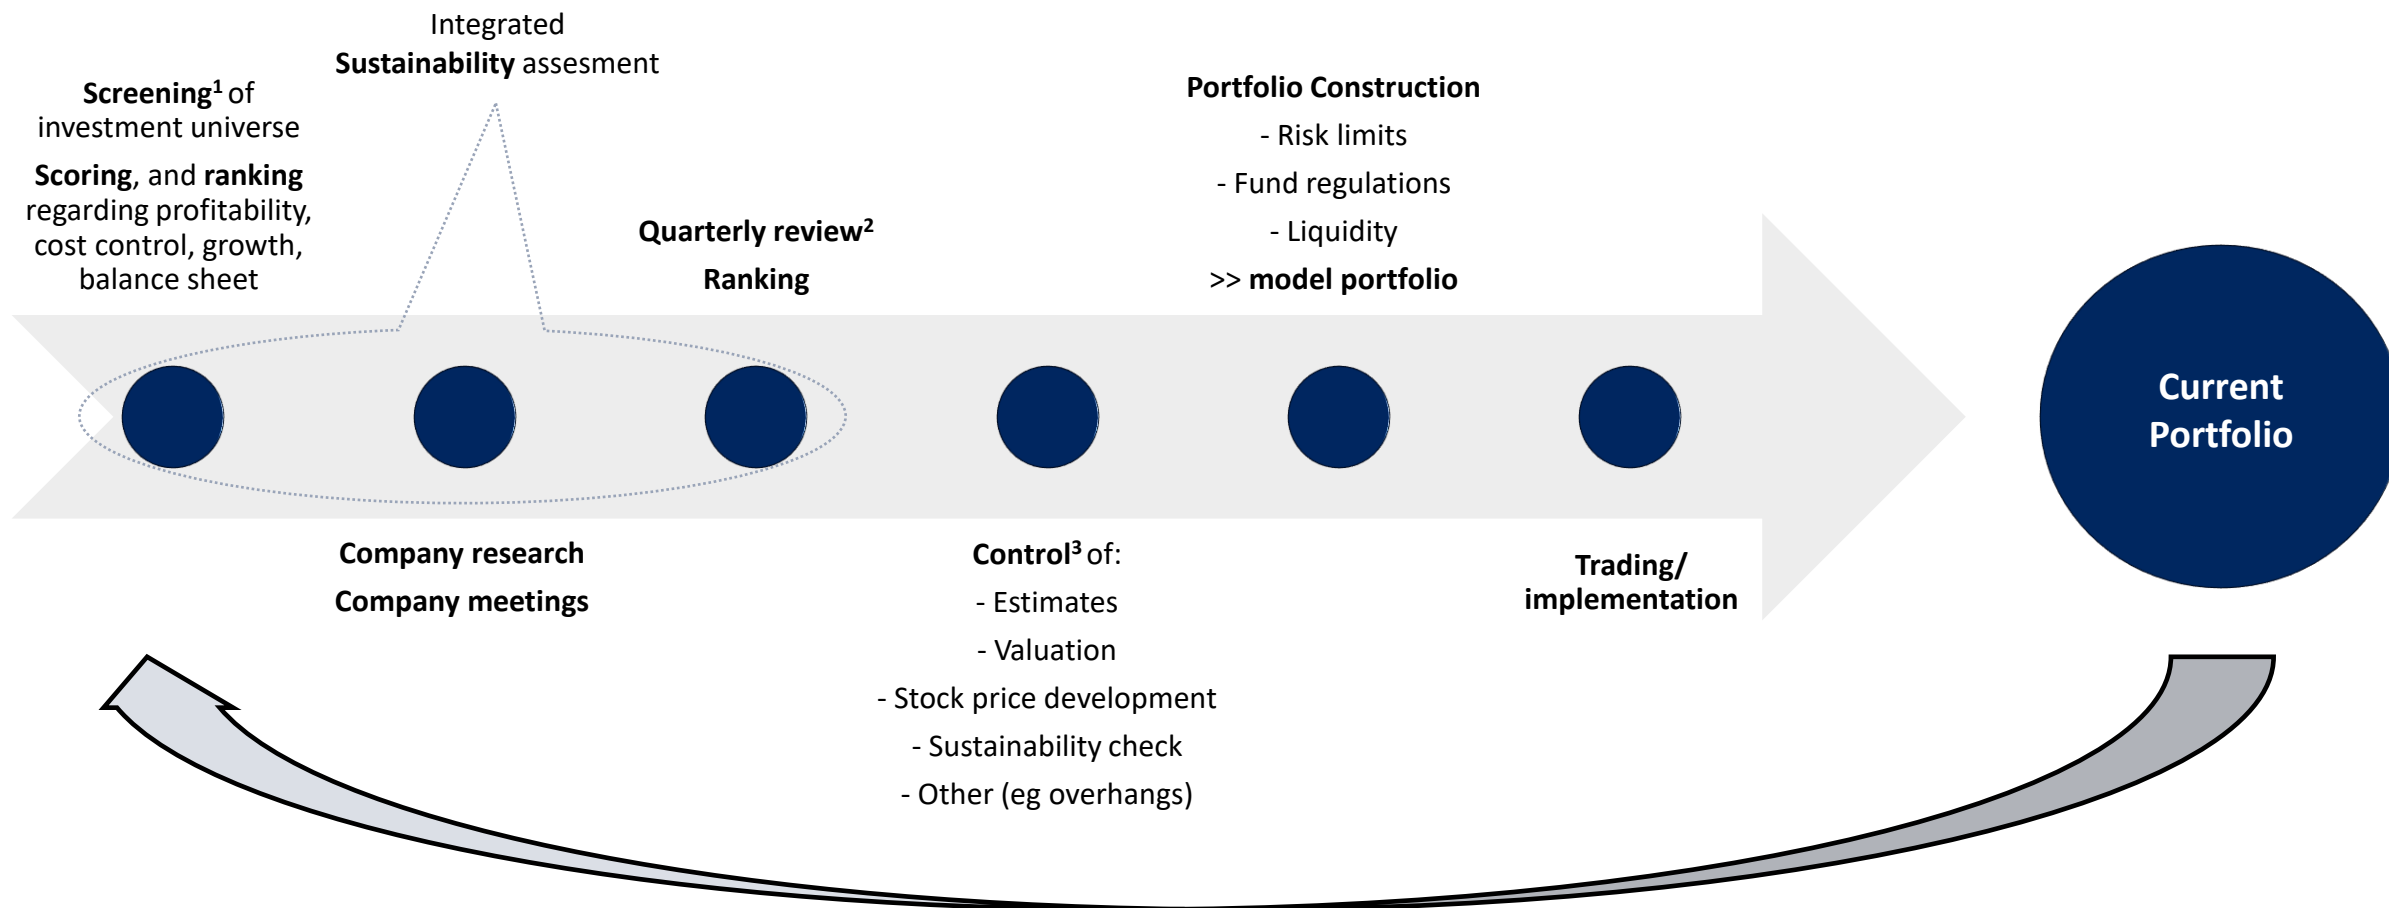 Integrated
Sustainability assesment
Screening¹ of
investment universe
Scoring, and ranking
regarding profitability,
cost control, growth,
balance sheet
Quarterly review²
Ranking
Portfolio Construction
- Risk limits
- Fund regulations
- Liquidity
>> model portfolio
Current
Portfolio
Company research
Company meetings
Control³ of:
- Estimates
- Valuation
- Stock price development
- Sustainability check
- Other (eg overhangs)
Trading/
implementation